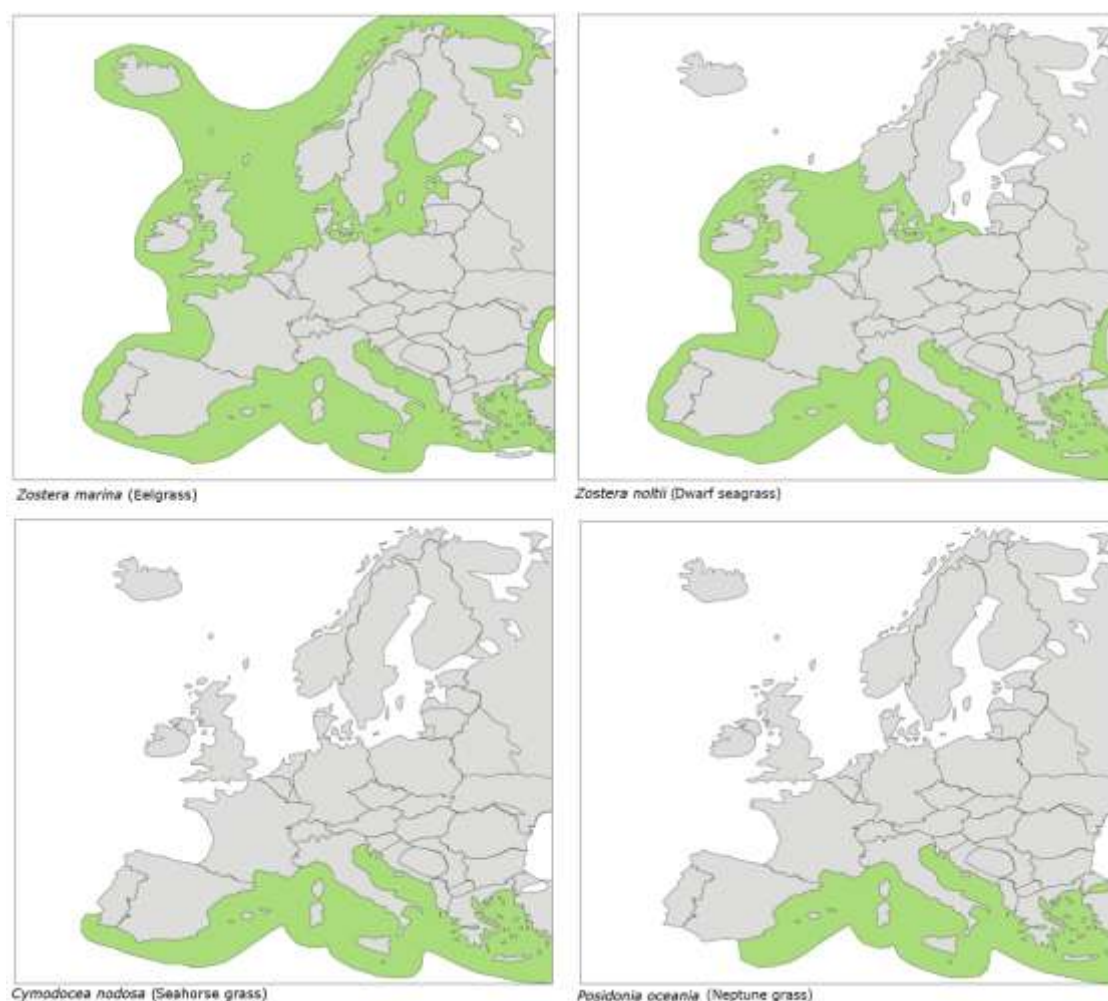 Zostera marina (Eelgrass)
Zostera noltii (Dwarf seagrass)
Cymodocea nodosa (Seahorse grass)
Posidonia oceania (Neptune grass)